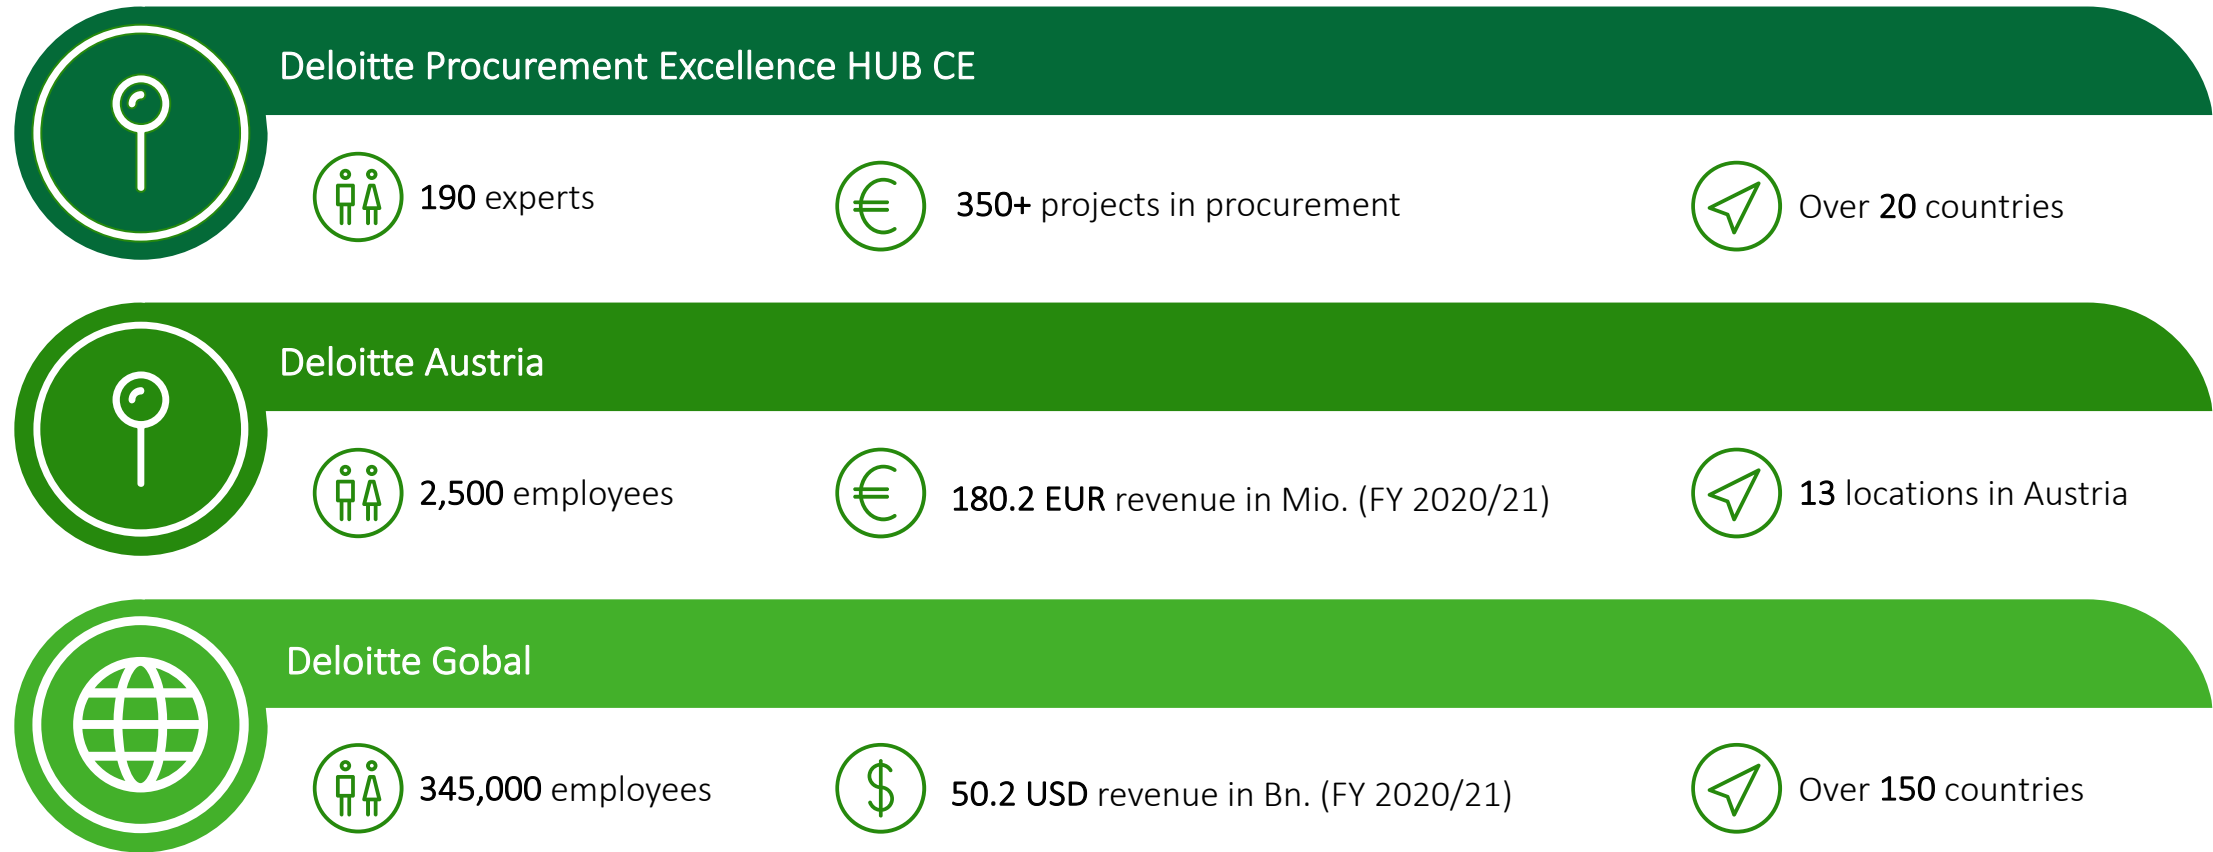 Deloitte Procurement Excellence HUB CE
190 experts
350+ projects in procurement
Over 20 countries
Deloitte Austria
2,500 employees
180.2 EUR revenue in Mio. (FY 2020/21)
13 locations in Austria
Deloitte Gobal
345,000 employees
50.2 USD revenue in Bn. (FY 2020/21)
Over 150 countries